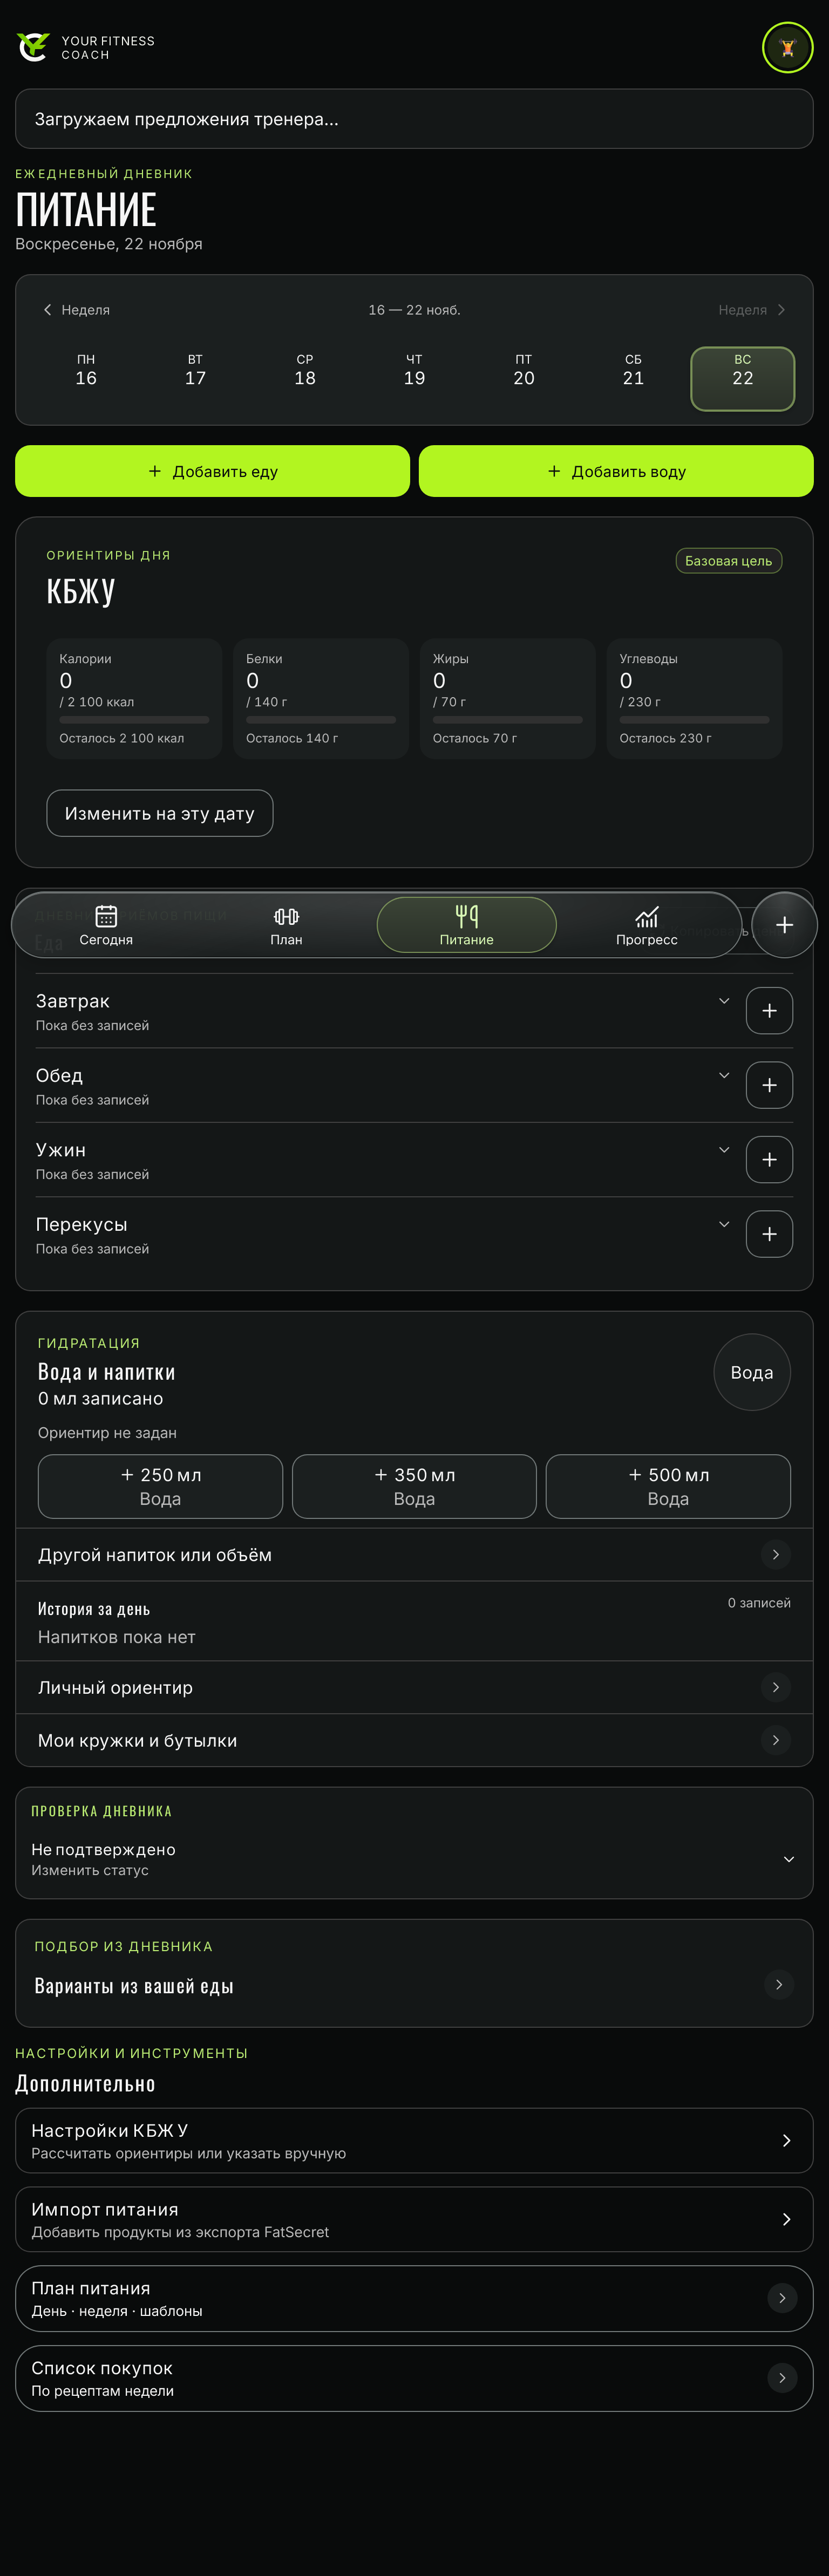 YOUR FITNESS
COACH
Загружаем предложения тренера...
ЕЖЕДНЕВНЫЙ ДНЕВНИК
ПИТАНИЕ
Воскресенье, 22 ноября
Неделя
16 — 22 нояб.
Неделя
ПН
16
ВТ
17
СР
18
ЧТ
19
ПТ
20
СБ
21
ВС
22
Добавить еду
Добавить воду
ОРИЕНТИРЫ ДНЯ
КБЖУ
Базовая цель
Калории
0
/ 2 100 ккал
Осталось 2 100 ккал
Белки
0
/ 140 г
Осталось 140 г
Жиры
0
/ 70 г
Осталось 70 г
Углеводы
0
/ 230 г
Осталось 230 г
Изменить на эту дату
ДНЕВНИК ПРИЁМОВ ПИЩИ
Еда
Сегодня
План
Питание
Прогресс
Завтрак
Пока без записей
Обед
Пока без записей
Ужин
Пока без записей
Перекусы
Пока без записей
ГИДРАТАЦИЯ
Вода и напитки
0 мл записано
Вода
Ориентир не задан
+ 250 мл
Вода
+ 350 мл
Вода
+ 500 мл
Вода
Другой напиток или объём
История за день
0 записей
Напитков пока нет
Личный ориентир
Мои кружки и бутылки
ПРОВЕРКА ДНЕВНИКА
Не подтверждено
Изменить статус
ПОДБОР ИЗ ДНЕВНИКА
Варианты из вашей еды
НАСТРОЙКИ И ИНСТРУМЕНТЫ
Дополнительно
Настройки КБЖУ
Рассчитать ориентиры или указать вручную
Импорт питания
Добавить продукты из экспорта FatSecret
План питания
День · неделя · шаблоны
Список покупок
По рецептам недели